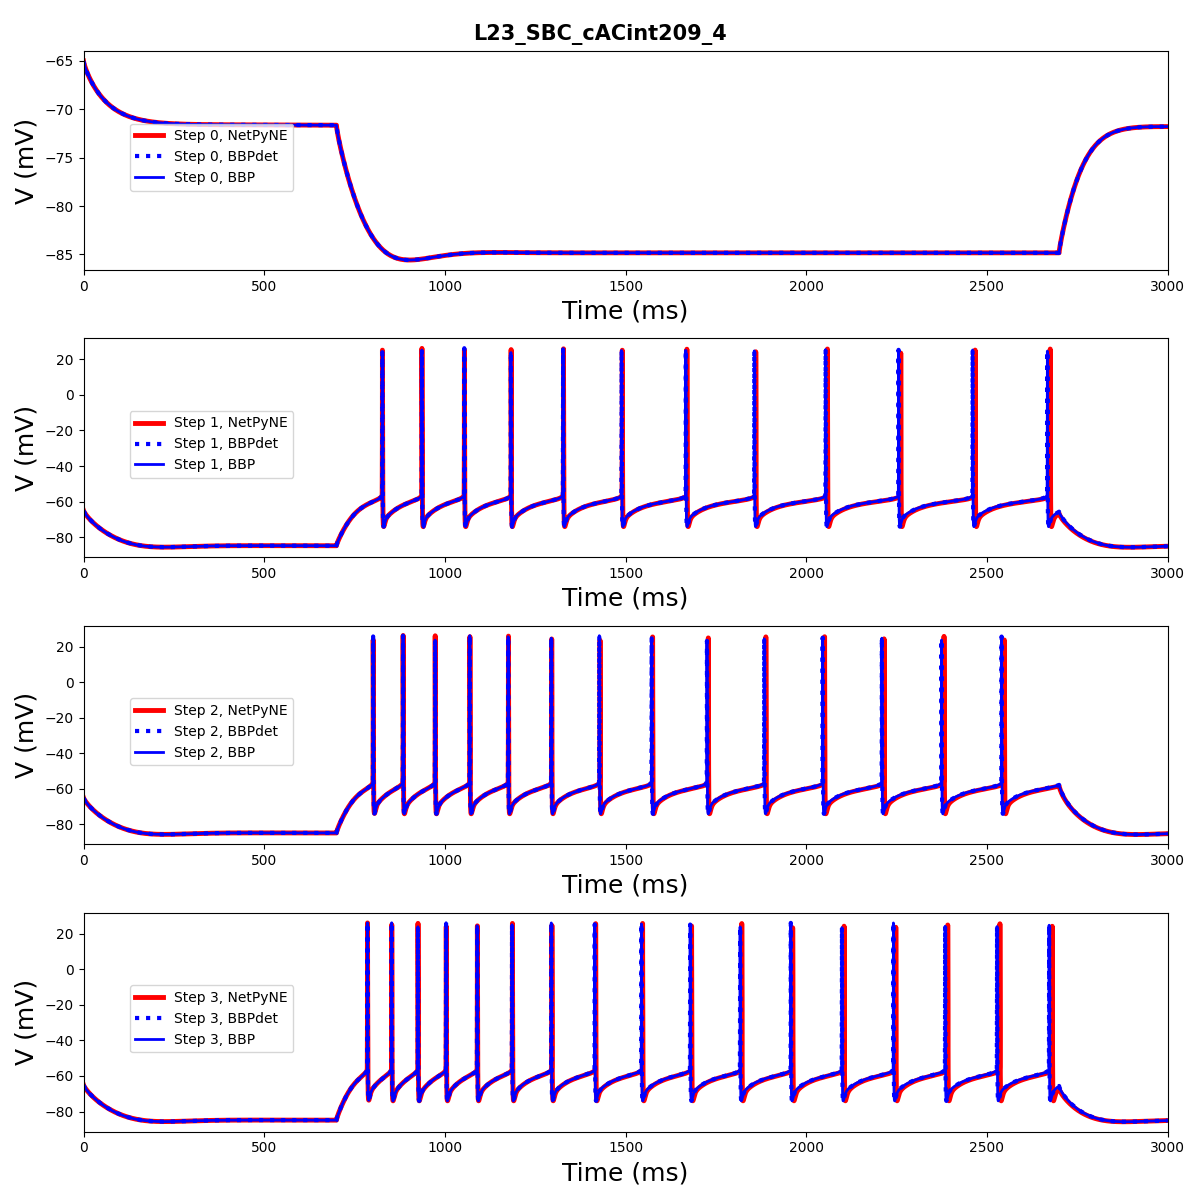 L23_SBC_cACint209_4
−65
−70
−75
−80
−85
V (mV)
Step 0, NetPyNE
Step 0, BBPdet
Step 0, BBP
0 500 1000 1500 2000 2500 3000
Time (ms)
20
0
−20
−40
−60
−80
V (mV)
Step 1, NetPyNE
Step 1, BBPdet
Step 1, BBP
0 500 1000 1500 2000 2500 3000
Time (ms)
20
0
−20
−40
−60
−80
V (mV)
Step 2, NetPyNE
Step 2, BBPdet
Step 2, BBP
0 500 1000 1500 2000 2500 3000
Time (ms)
20
0
−20
−40
−60
−80
V (mV)
Step 3, NetPyNE
Step 3, BBPdet
Step 3, BBP
0 500 1000 1500 2000 2500 3000
Time (ms)